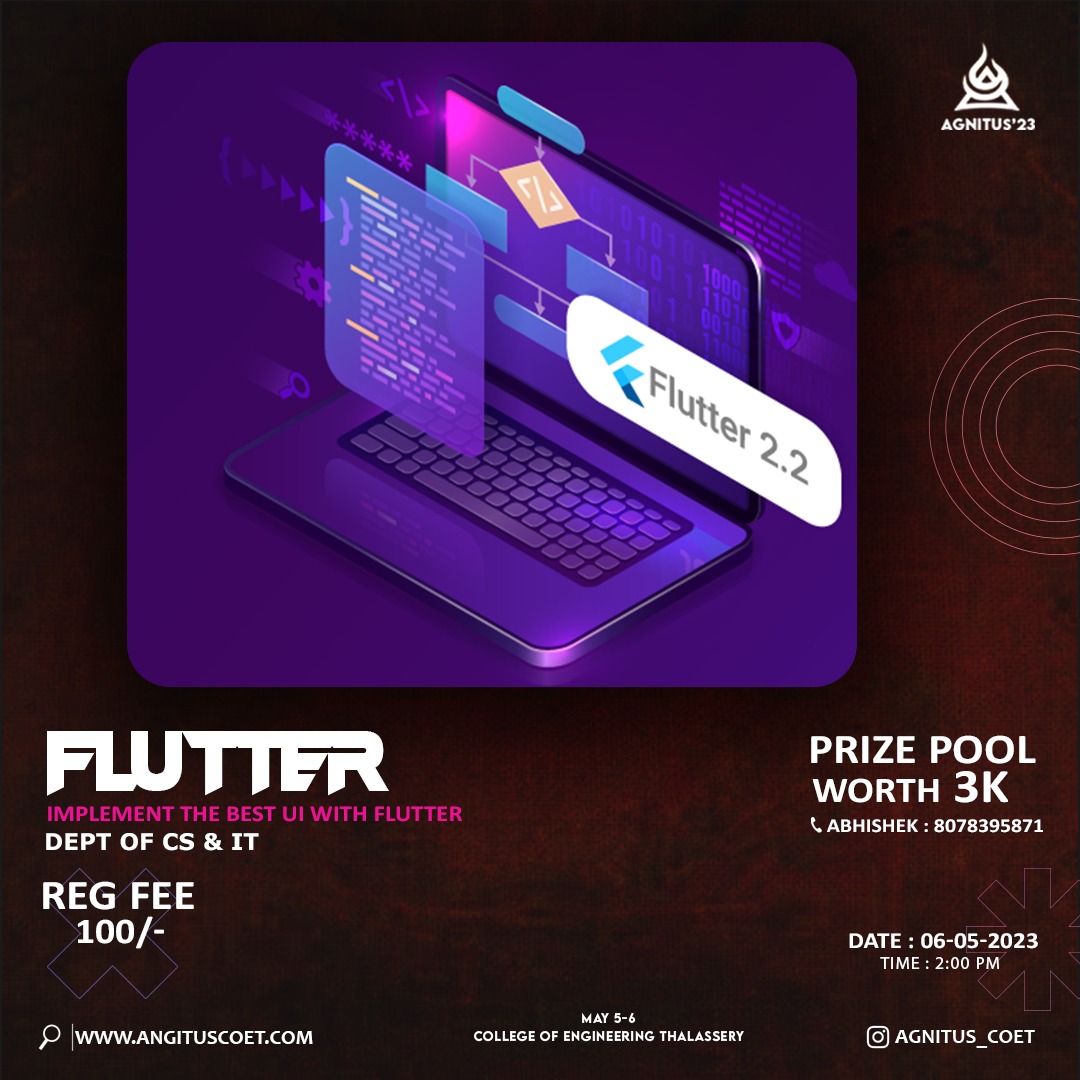 AGNITUS'23
</>
*****
</>
1000
Flutter 2.2
FLUTTER
IMPLEMENT THE BEST UI WITH FLUTTER
DEPT OF CS & IT
REG FEE
100/-
PRIZE POOL
WORTH 3K
ABHISHEK : 8078395871
DATE : 06-05-2023
TIME : 2:00 PM
WWW.ANGITUSCOET.COM
MAY 5-6
COLLEGE OF ENGINEERING THALASSERY
AGNITUS_COET